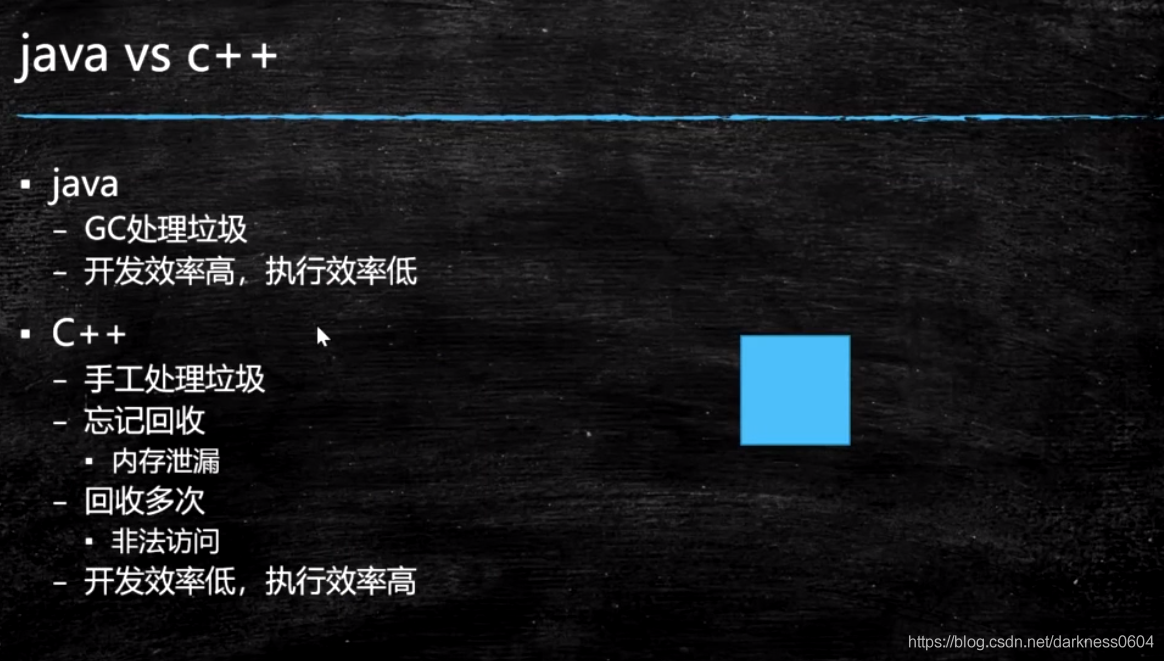 java vs c++
▪ java
– GC处理垃圾
– 开发效率高，执行效率低
▪ C++
– 手工处理垃圾
– 忘记回收
▪ 内存泄漏
– 回收多次
▪ 非法访问
– 开发效率低，执行效率高
https://blog.csdn.net/darkness0604